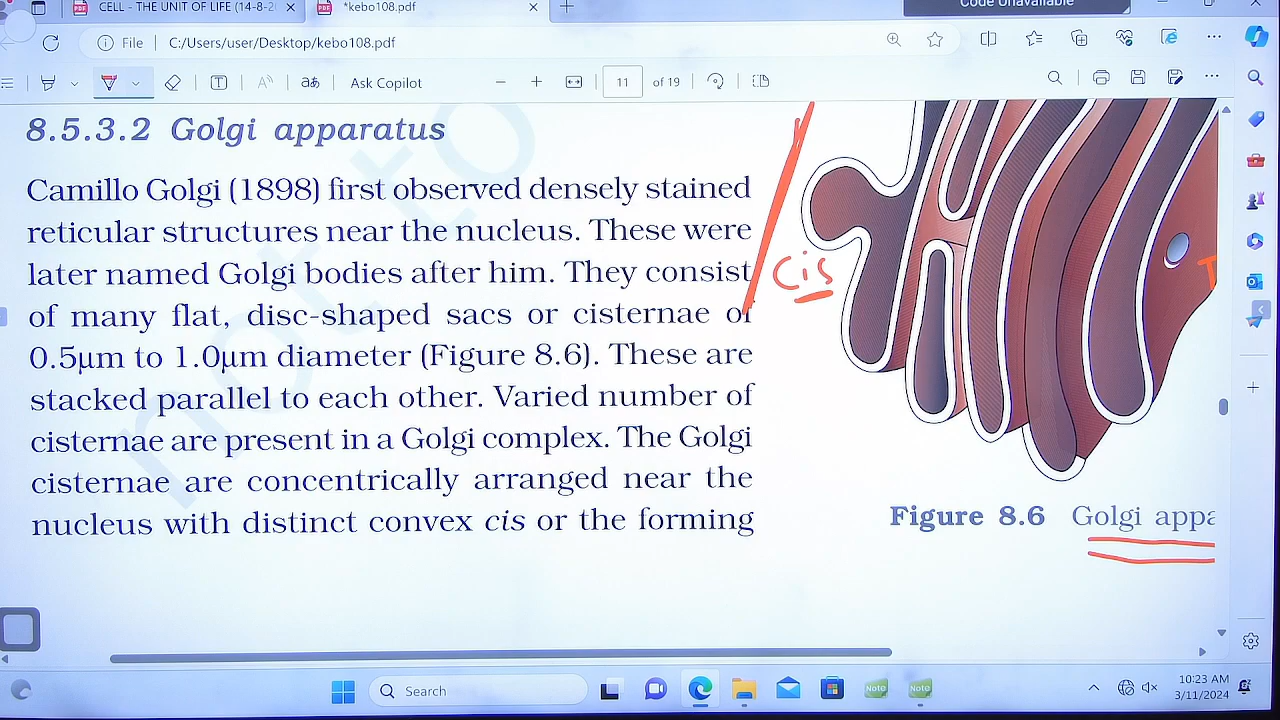 CELL - THE UNIT OF LIFE (14-8-2
*kebo108.pdf
Code Unavailable
File C:/Users/user/Desktop/kebo108.pdf
Ask Copilot
11 of 19
8.5.3.2 Golgi apparatus
Camillo Golgi (1898) first observed densely stained
reticular structures near the nucleus. These were
later named Golgi bodies after him. They consist
of many flat, disc-shaped sacs or cisternae of
0.5µm to 1.0µm diameter (Figure 8.6). These are
stacked parallel to each other. Varied number of
cisternae are present in a Golgi complex. The Golgi
cisternae are concentrically arranged near the
nucleus with distinct convex cis or the forming
Cis
T
Figure 8.6 Golgi appa
Search
Note
Note
10:23 AM
3/11/2024